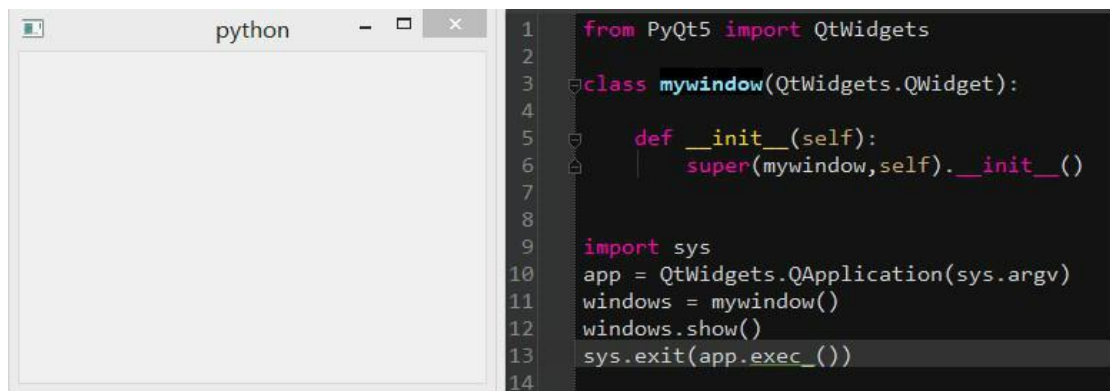 python
1 from PyQt5 import QtWidgets
2
3 class mywindow(QtWidgets.QWidget):
4
5 def __init__(self):
6 super(mywindow,self).__init__()
7
8
9 import sys
10 app = QtWidgets.QApplication(sys.argv)
11 windows = mywindow()
12 windows.show()
13 sys.exit(app.exec_())
14